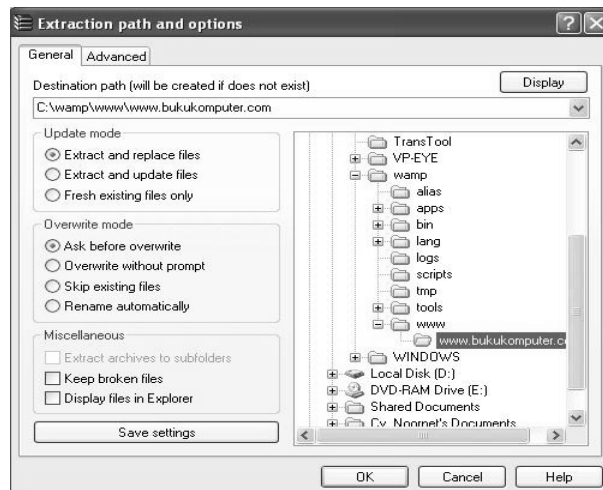 Extraction path and options
General Advanced
Destination path (will be created if does not exist)
Display
C:\wamp\www\www.bukukomputer.com
Update mode
Extract and replace files
Extract and update files
Fresh existing files only
Overwrite mode
Ask before overwrite
Overwrite without prompt
Skip existing files
Rename automatically
Miscellaneous
Extract archives to subfolders
Keep broken files
Display files in Explorer
Save settings
TransTool
VP-EYE
wamp
alias
apps
bin
lang
logs
scripts
tmp
tools
www
www.bukukomputer.c
WINDOWS
Local Disk (D:)
DVD-RAM Drive (E:)
Shared Documents
Cv. Noornet's Documents
OK Cancel Help